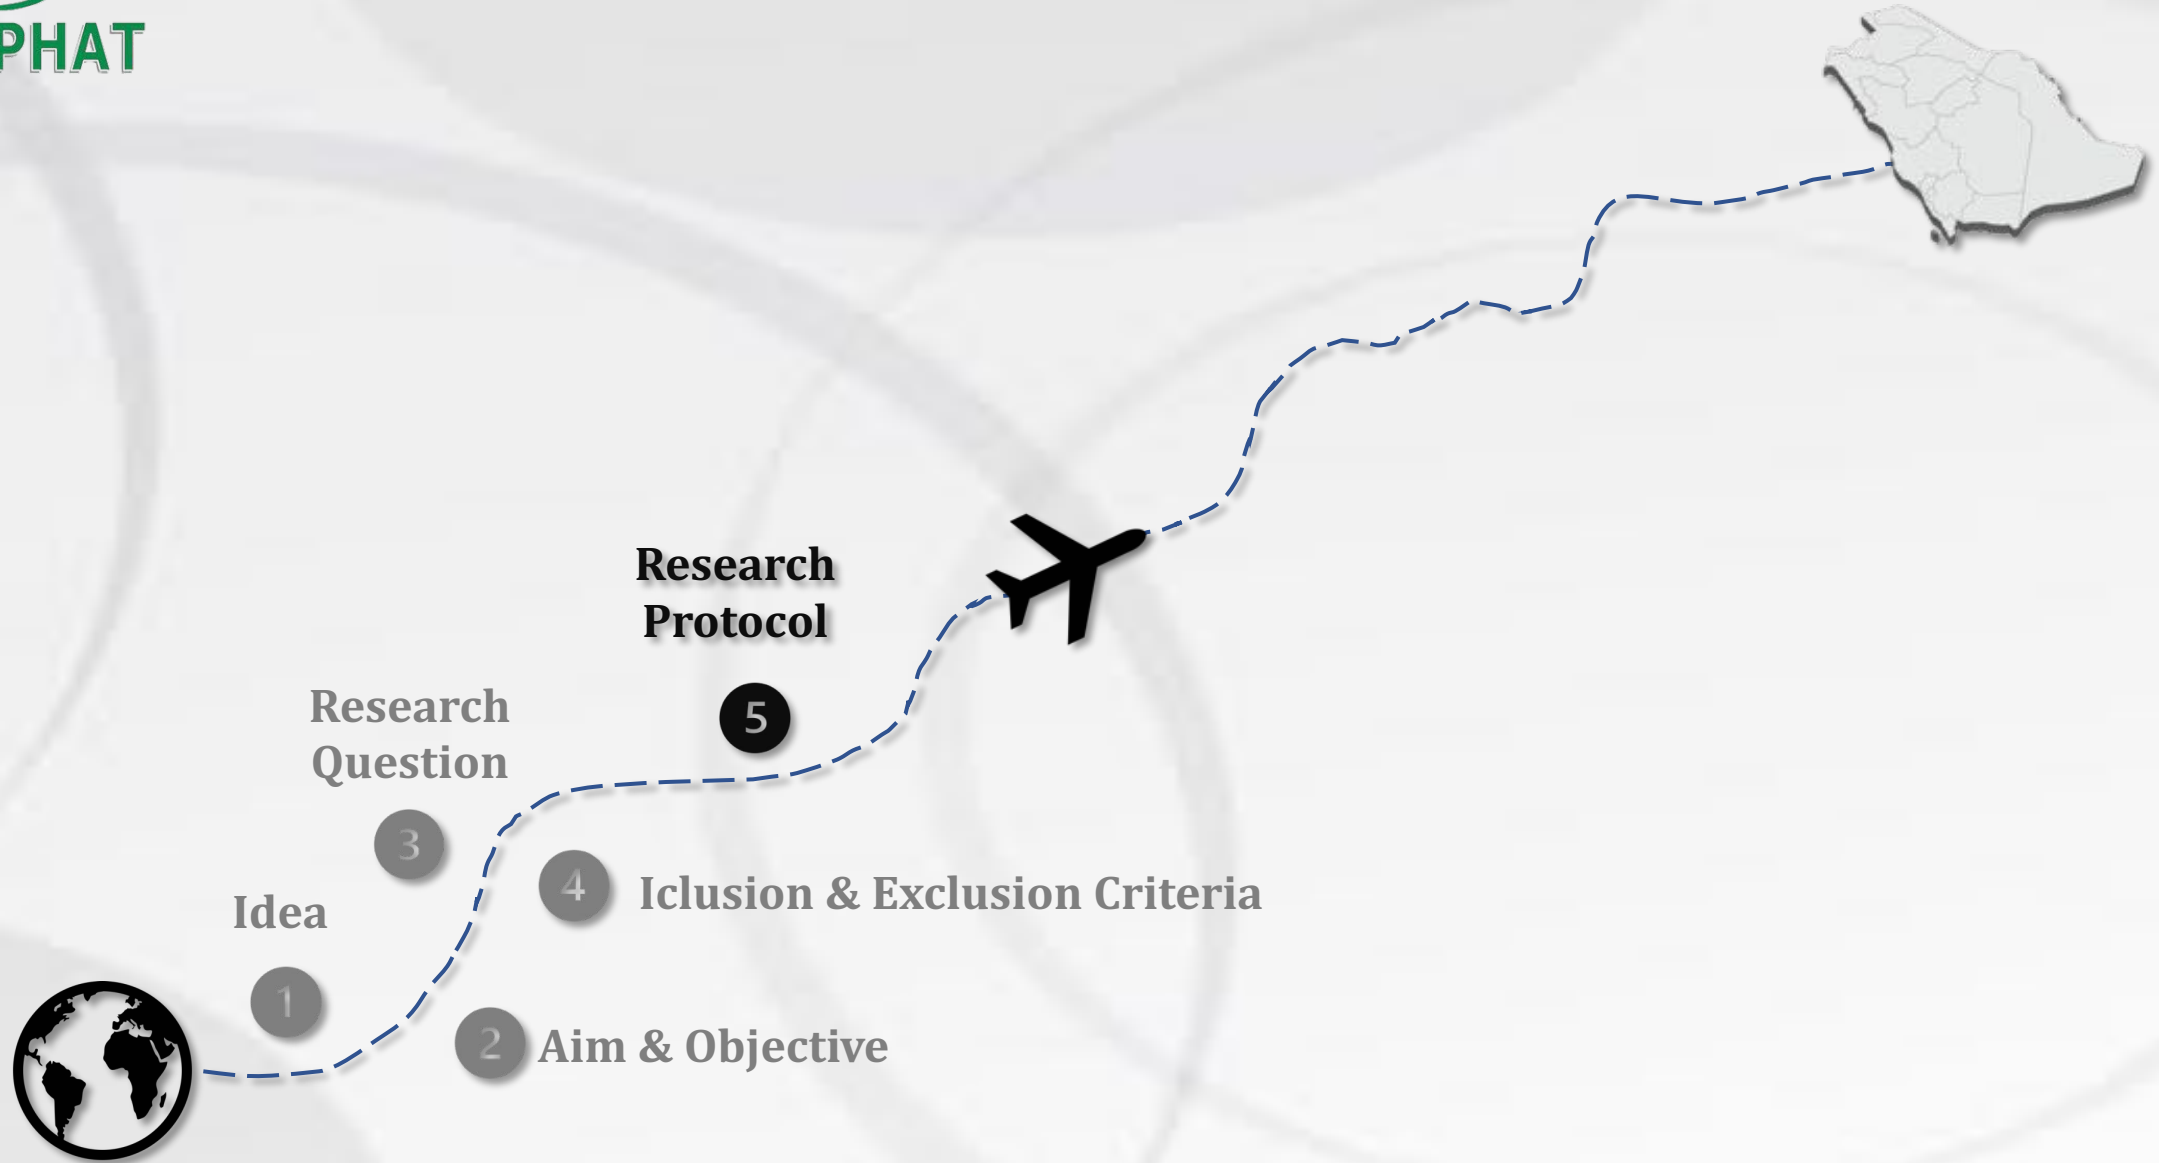 PHAT
Research
Protocol
5
Research
Question
3
4
Iclusion & Exclusion Criteria
Idea
1
2
Aim & Objective